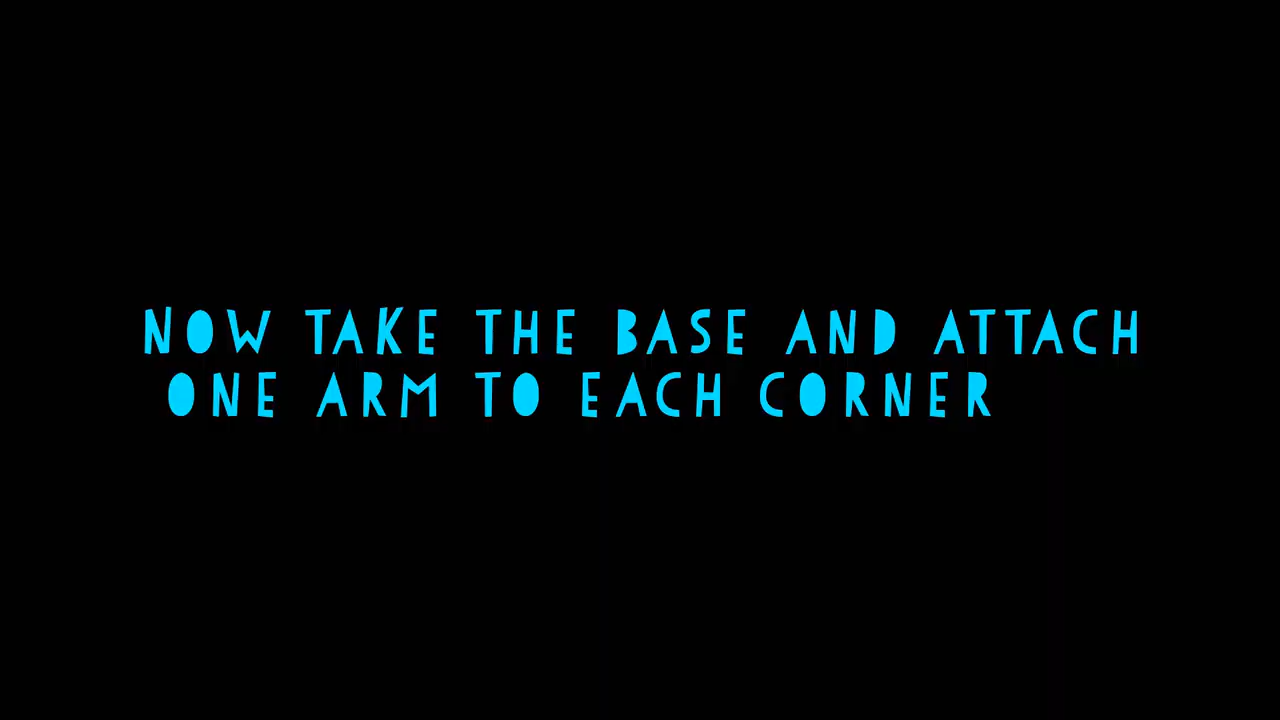 NOW TAKE THE BASE AND ATTACH
ONE ARM TO EACH CORNER